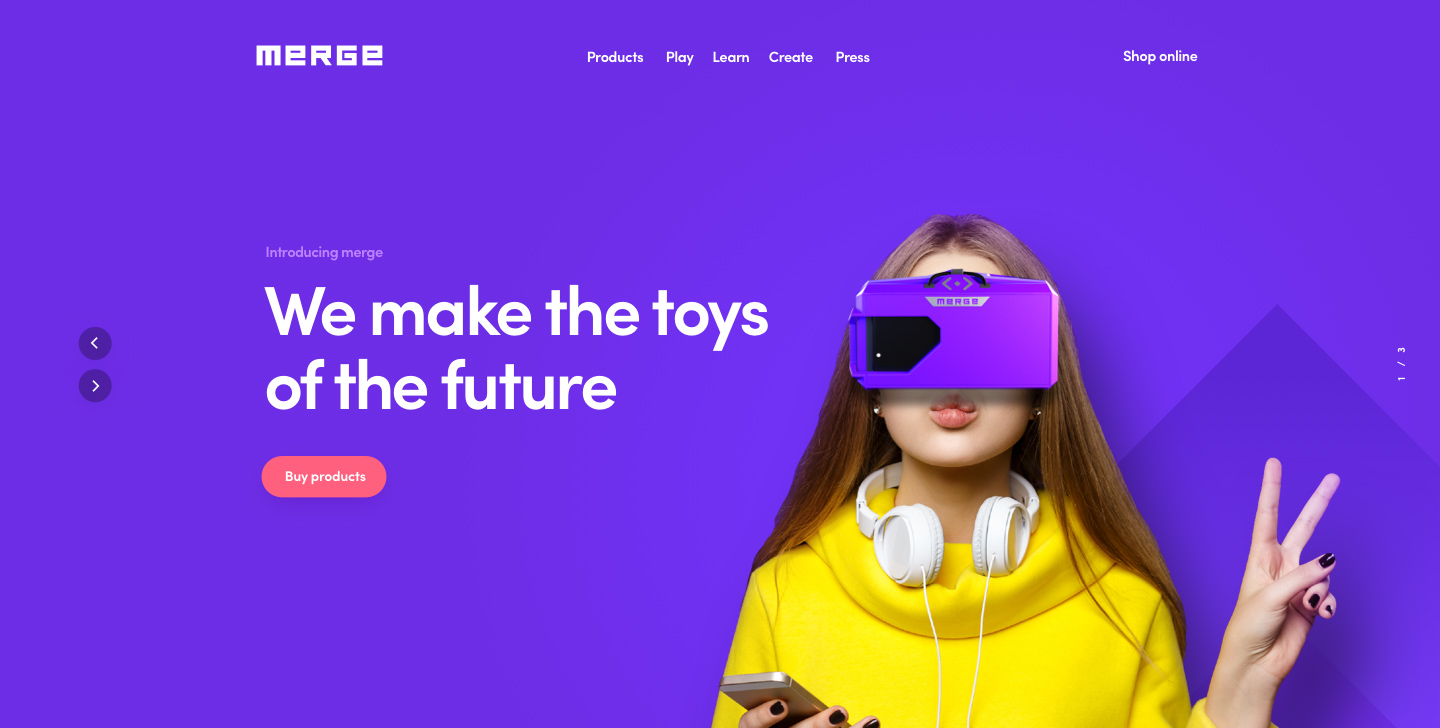 MERGE
Products Play Learn Create Press
Shop online
Introducing merge
We make the toys
of the future
Buy products
MERGE
1 / 3